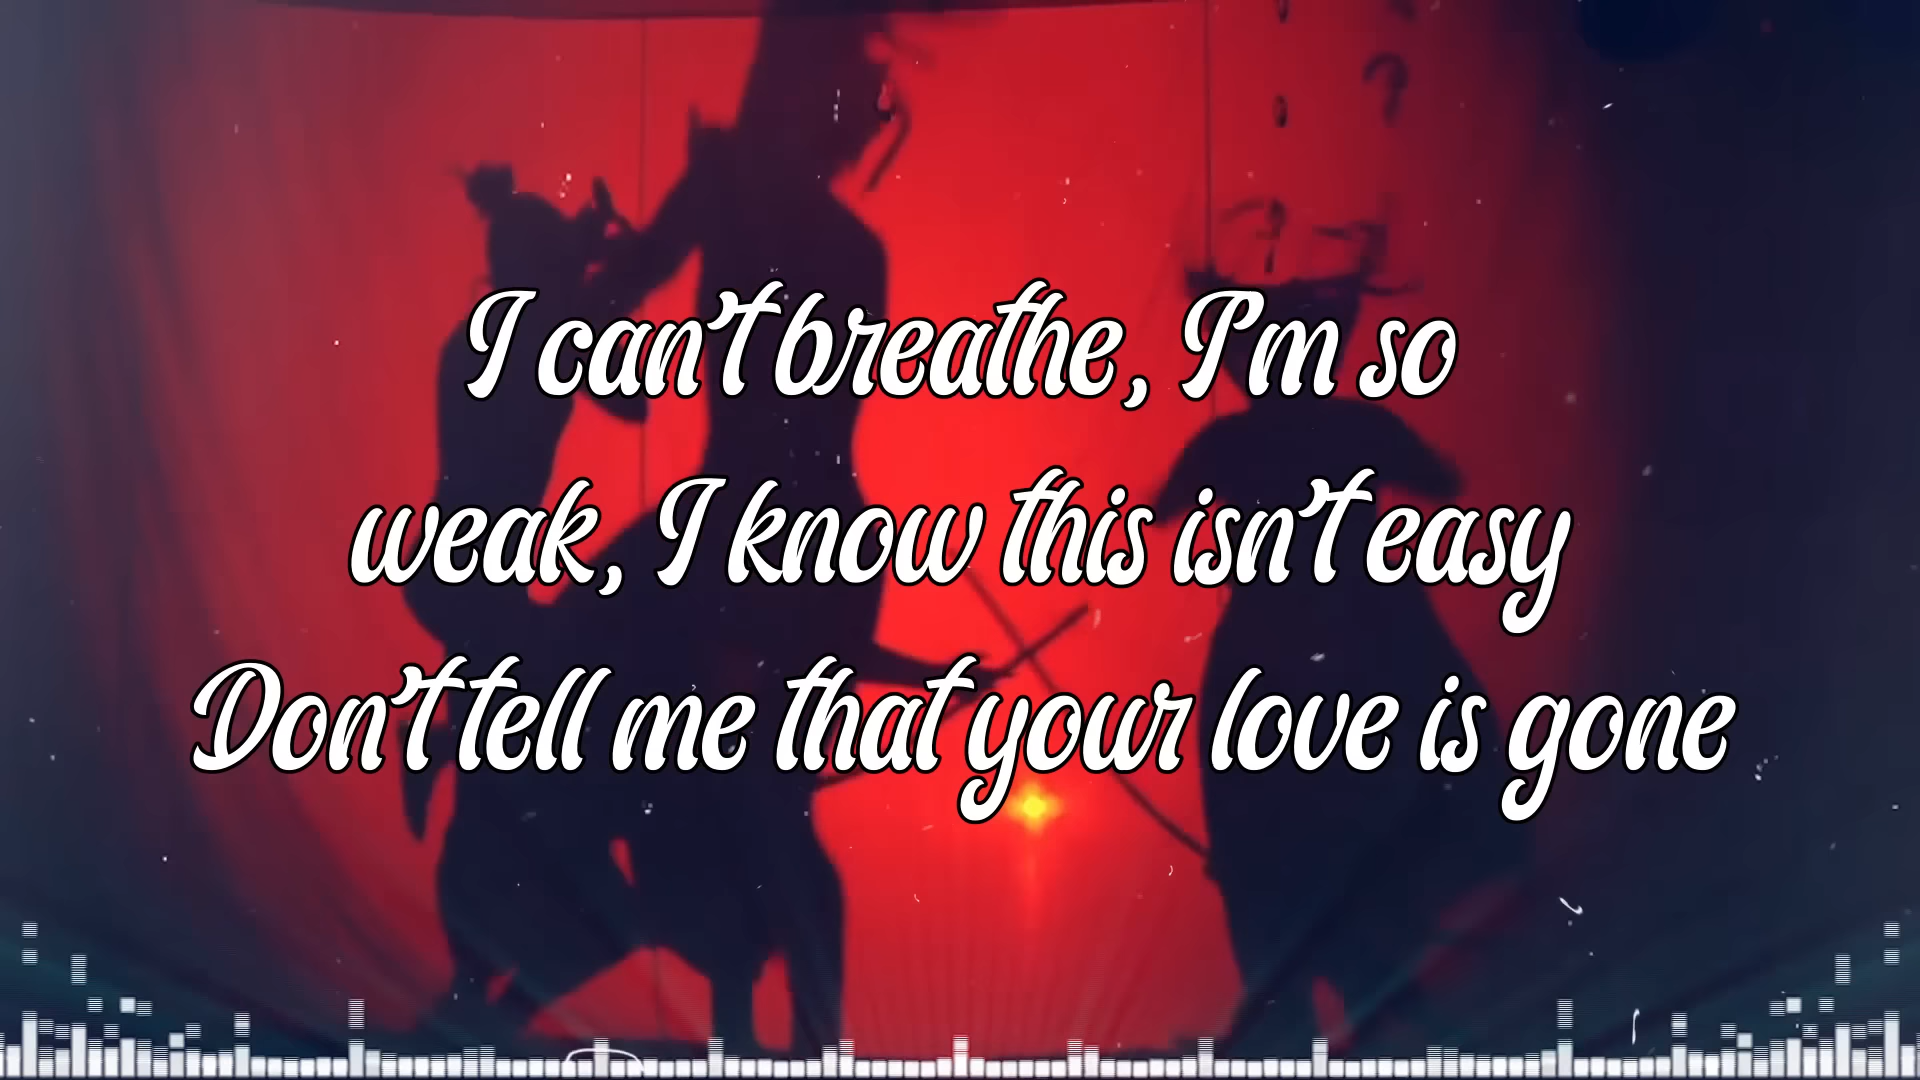 I can't breathe, I'm so
weak, I know this isn't easy
Don't tell me that your love is gone